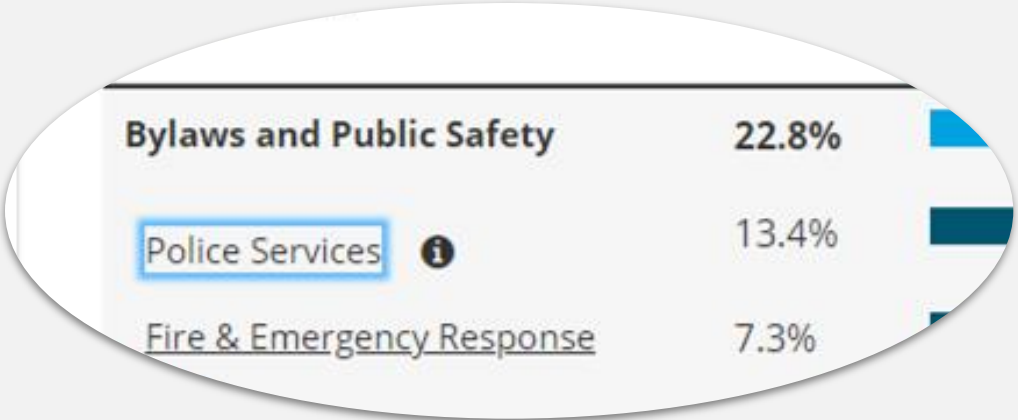 Bylaws and Public Safety 22.8%
Police Services 13.4%
Fire & Emergency Response 7.3%